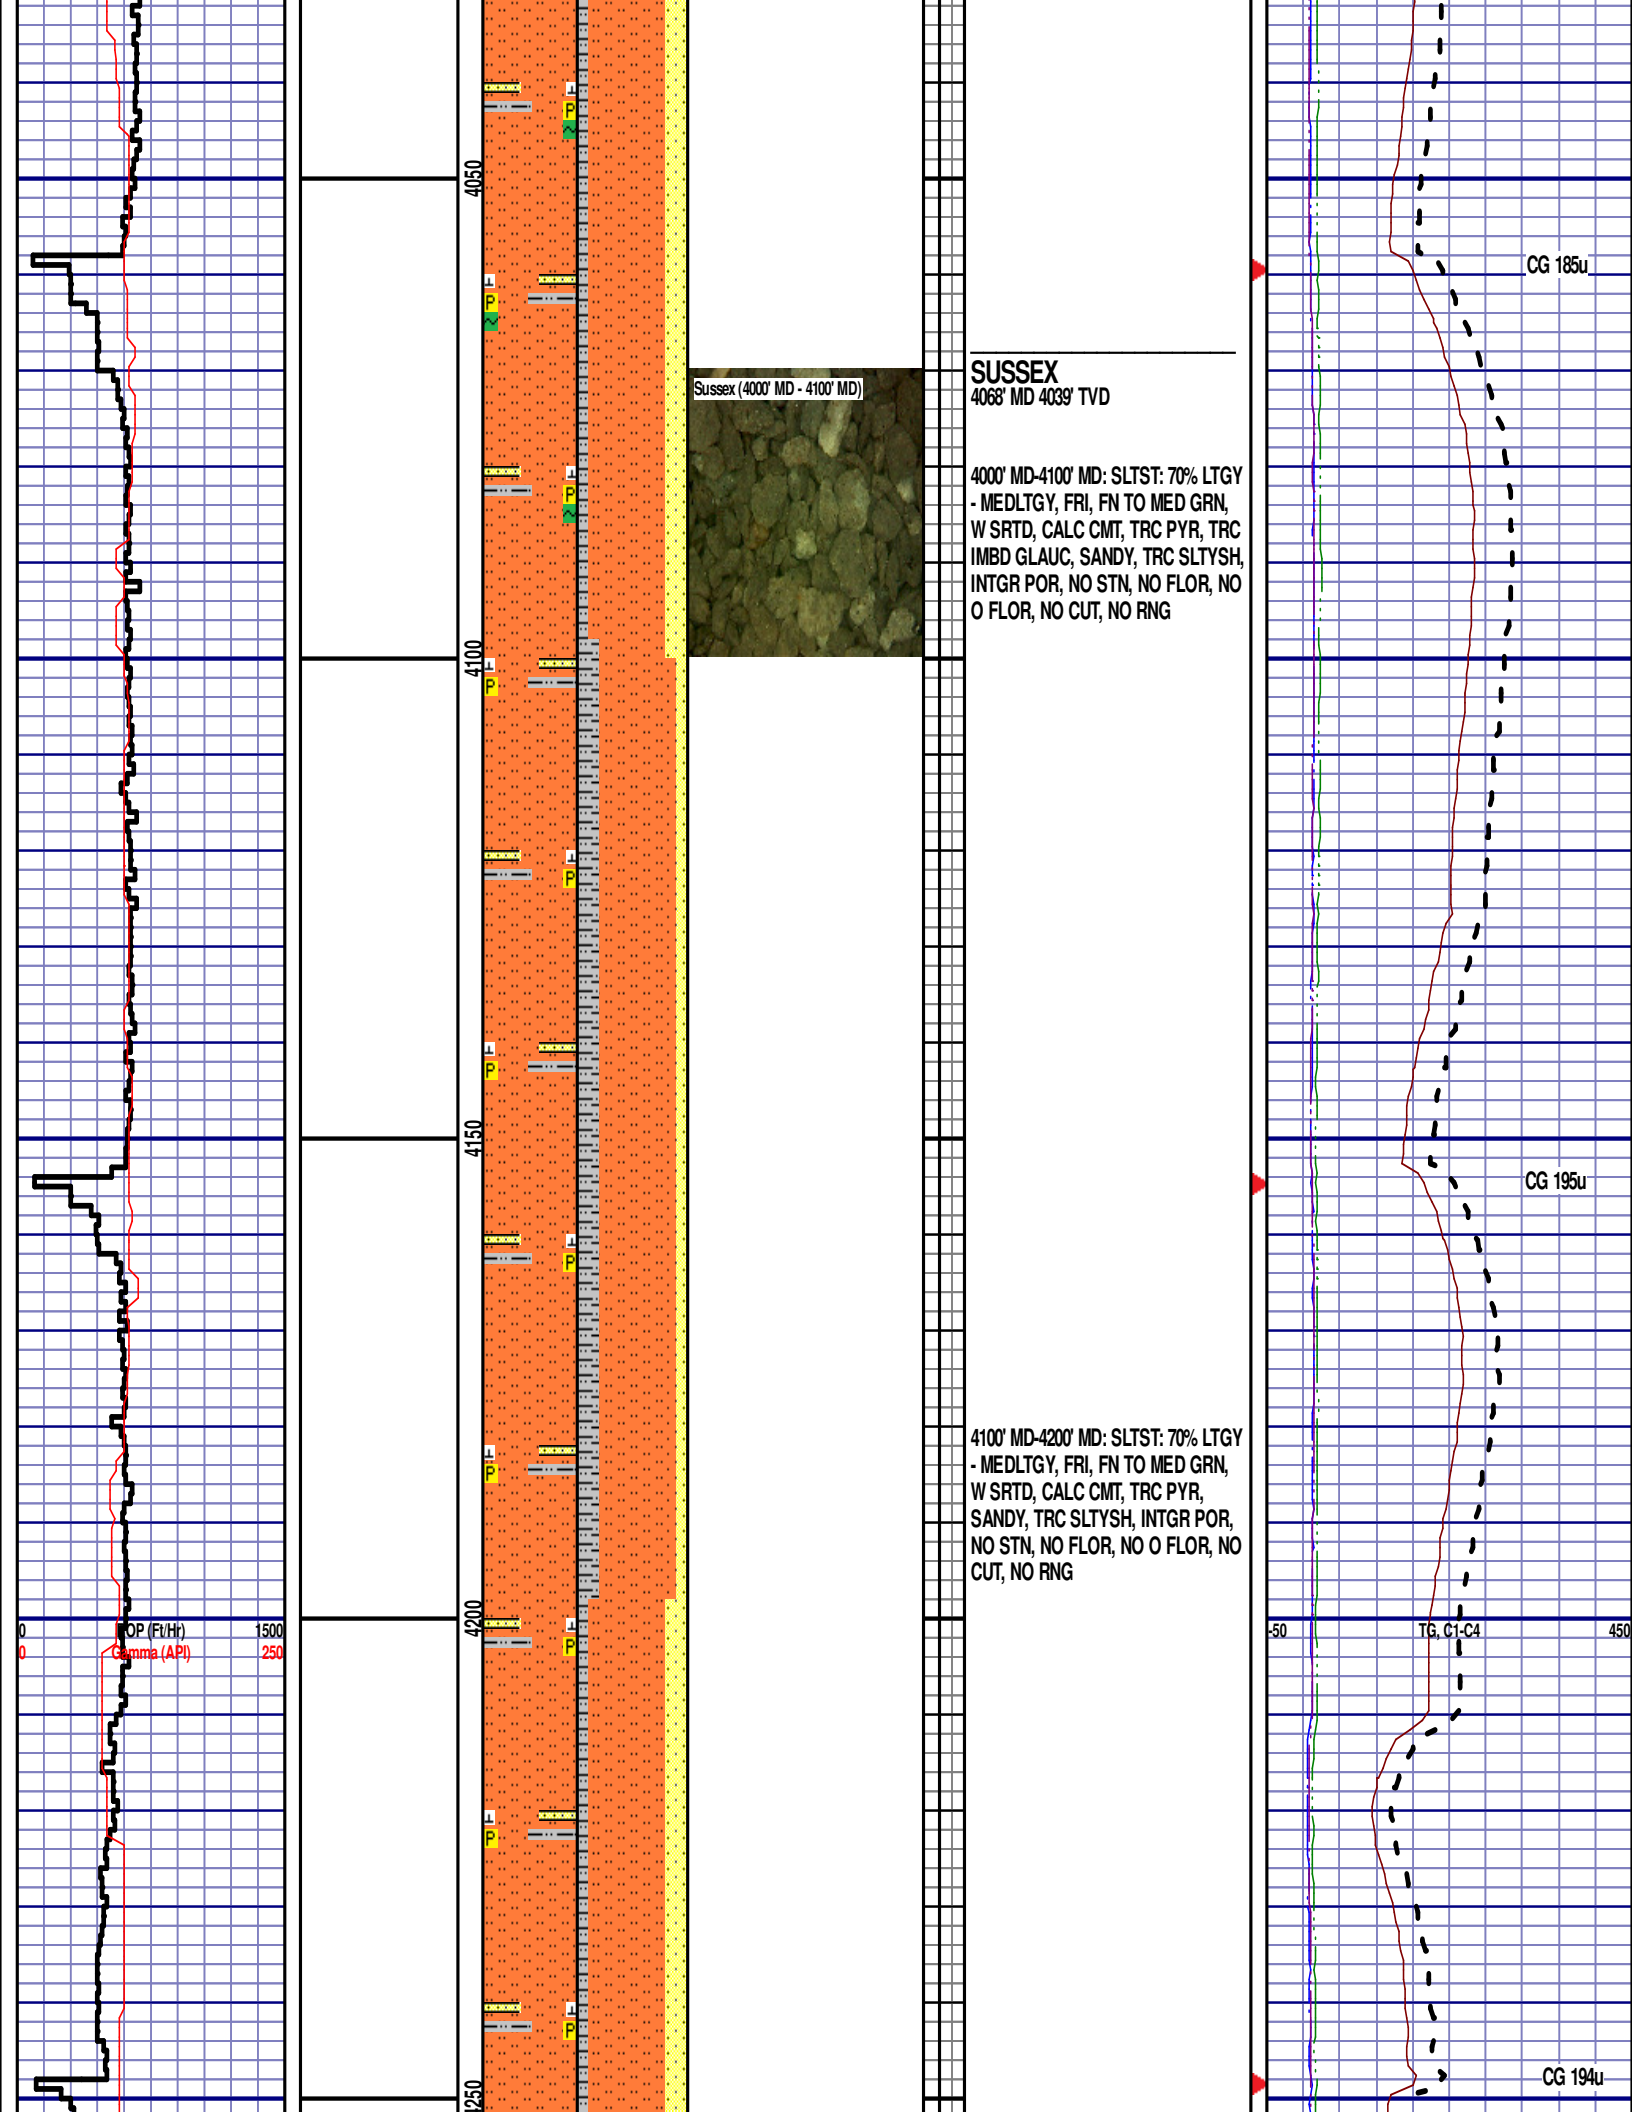 4050
CG 185u
Sussex (4000' MD - 4100' MD)
SUSSEX
4068' MD 4039' TVD
4000' MD-4100' MD: SLTST: 70% LTGY
- MEDLTGY, FRI, FN TO MED GRN,
W SRTD, CALC CMT, TRC PYR, TRC
IMBD GLAUC, SANDY, TRC SLTYSH,
INTGR POR, NO STN, NO FLOR, NO
O FLOR, NO CUT, NO RNG
4100
4150
CG 195u
4100' MD-4200' MD: SLTST: 70% LTGY
- MEDLTGY, FRI, FN TO MED GRN,
W SRTD, CALC CMT, TRC PYR,
SANDY, TRC SLTYSH, INTGR POR,
NO STN, NO FLOR, NO O FLOR, NO
CUT, NO RNG
4200
0 OP (Ft/Hr) 1500
0 Gamma (API) 250
-50 TG, C1-C4 450
CG 194u
4250
P
P
P
P
P
P
P
P
P
P
P